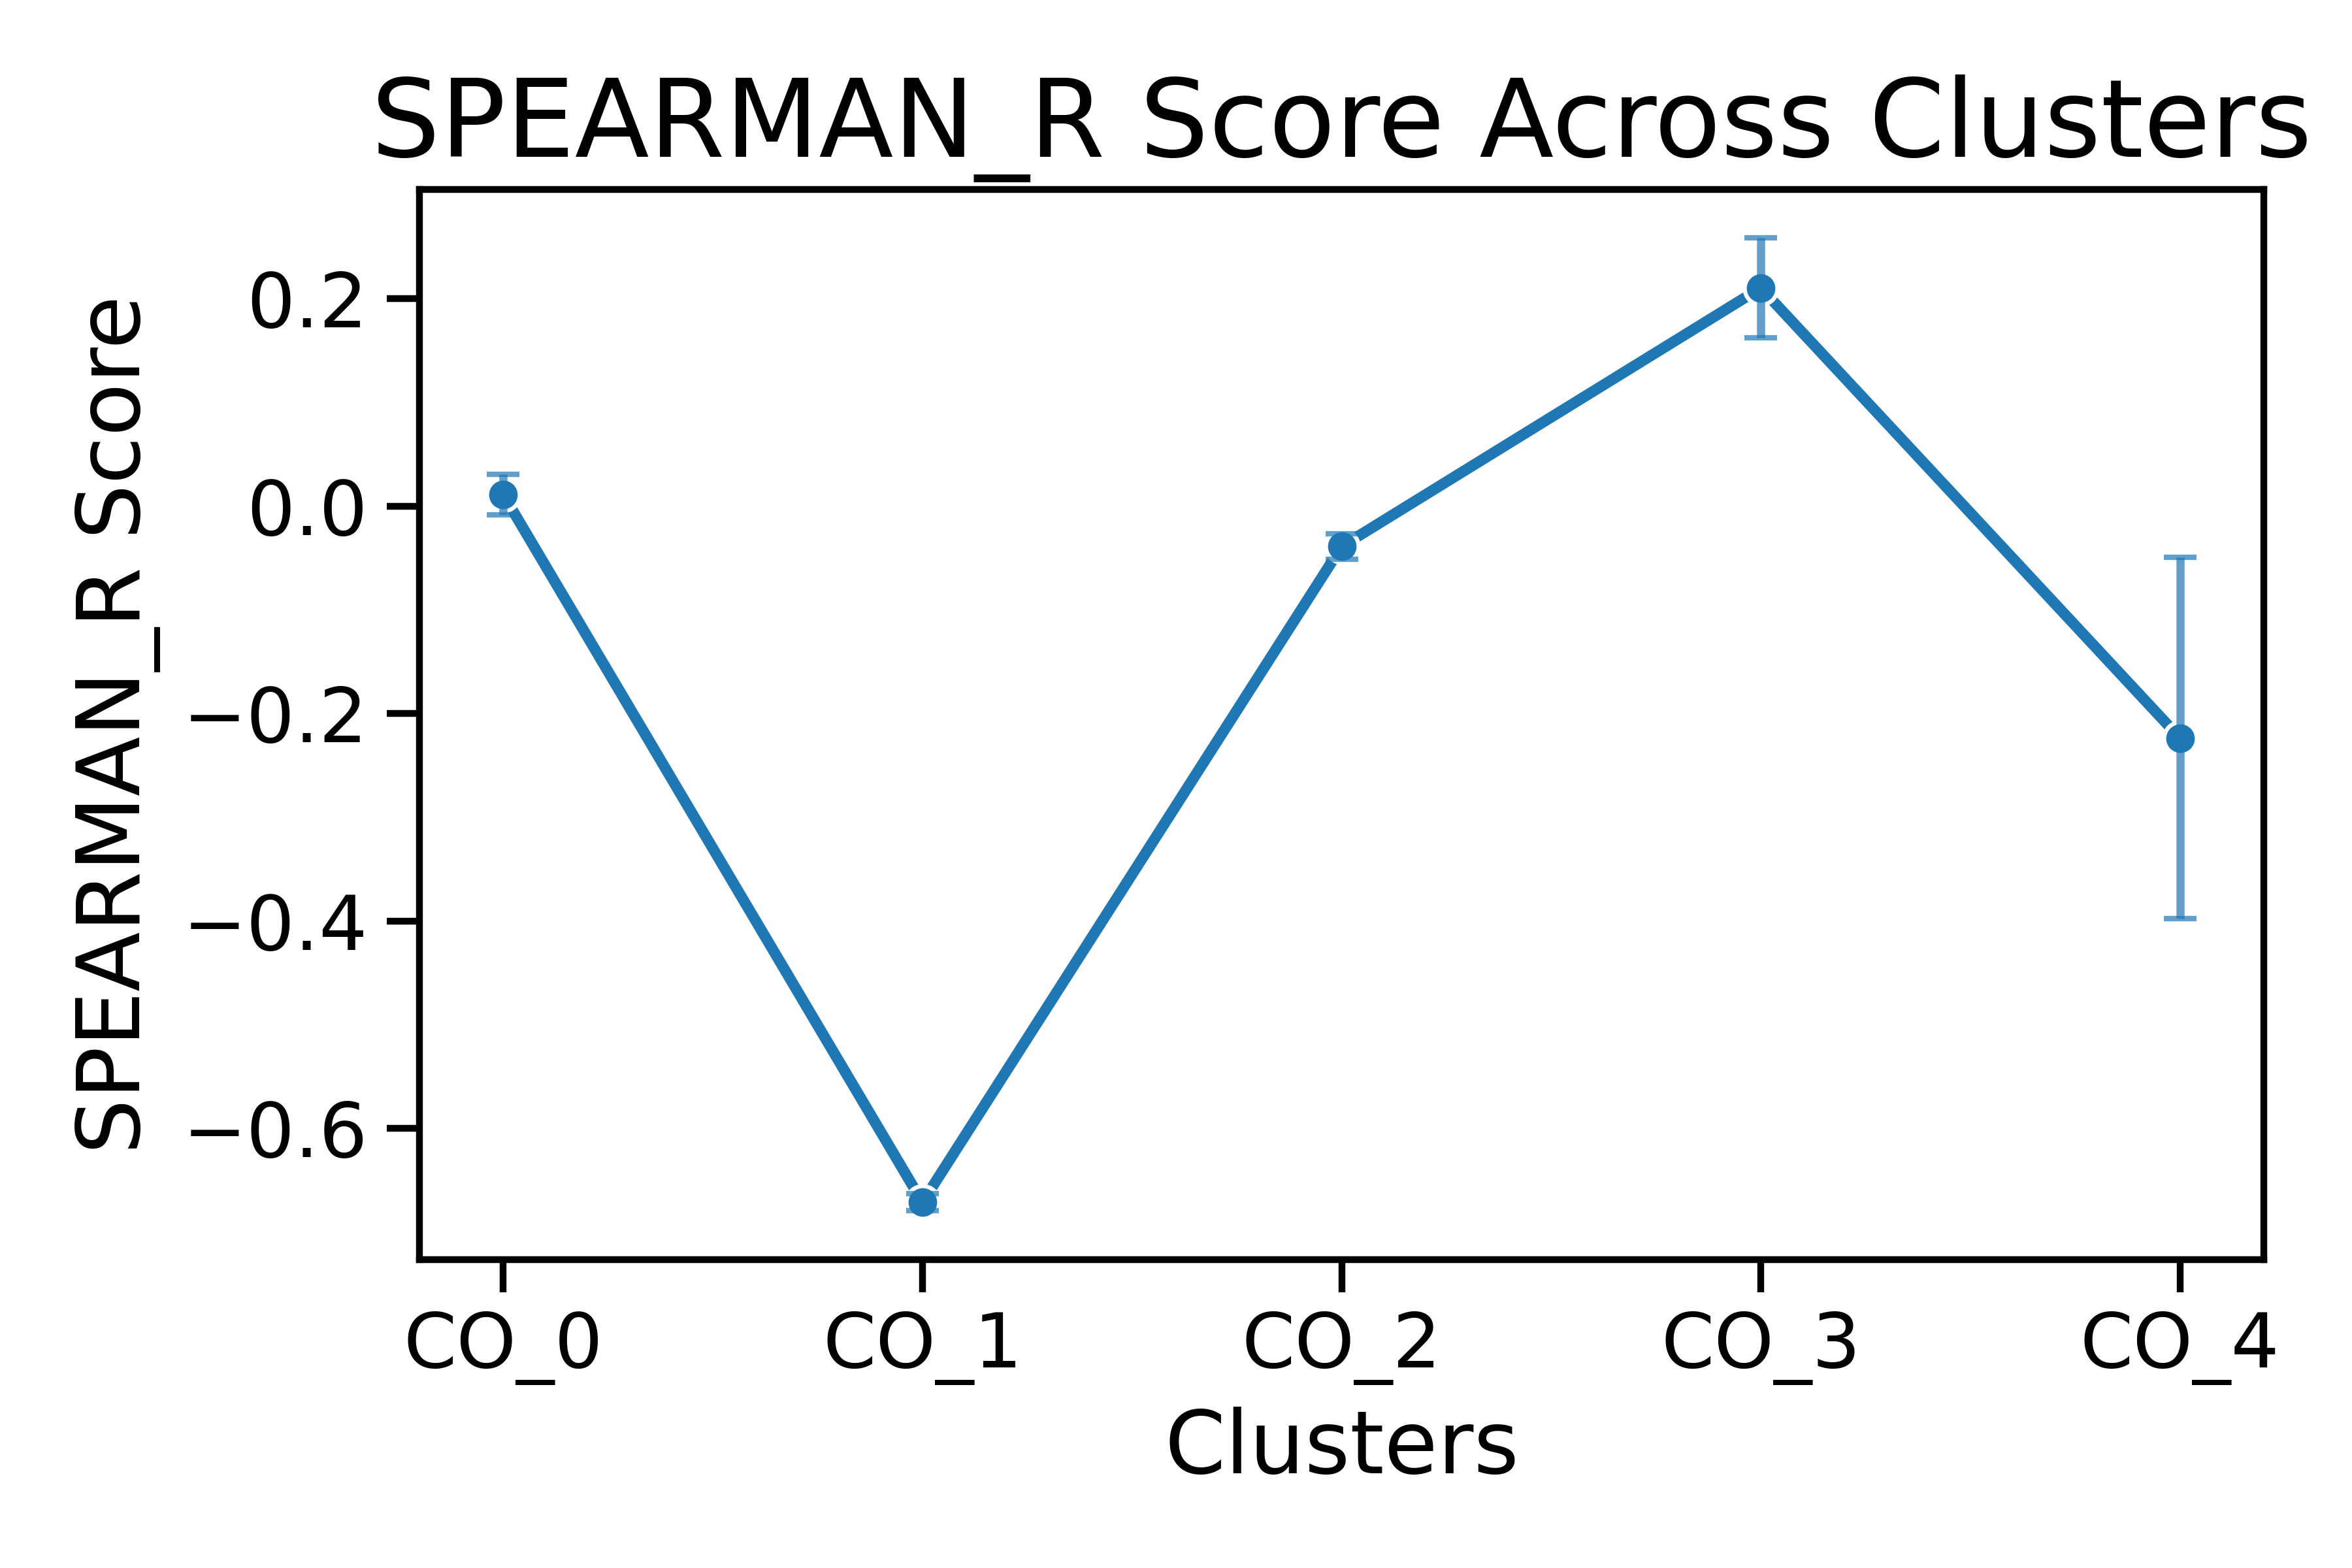 SPEARMAN_R Score Across Clusters
SPEARMAN_R Score
0.2
0.0
−0.2
−0.4
−0.6
CO_0 CO_1 CO_2 CO_3 CO_4
Clusters